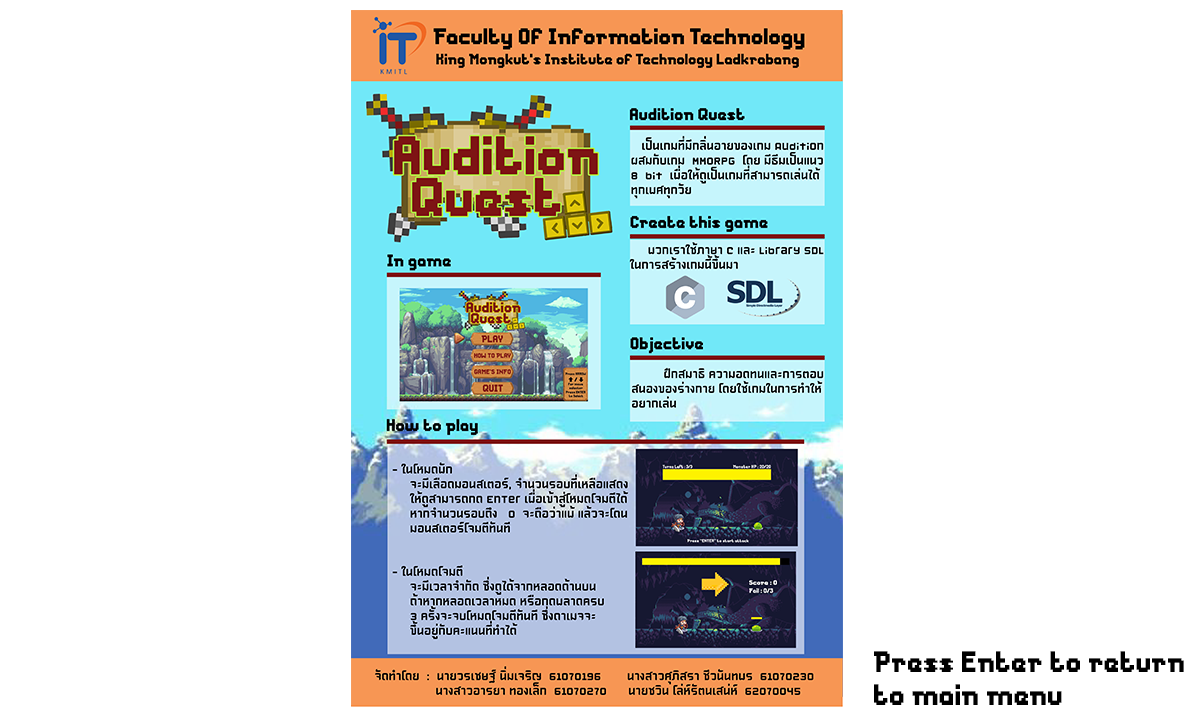 iT
KMITL
Faculty Of Information Technology
King Mongkut's Institute of Technology Ladkrabang
Audition
Quest
Audition Quest
เป็นเกมที่มีกลิ่นอายของเกม Audition
ผสมกับเกม MMORPG โดย มีธีมเป็นแนว
8 bit เพื่อให้ดูเป็นเกมที่สามารถเล่นได้
ทุกเพศทุกวัย
Create this game
พวกเราใช้ภาษา C และ Library SDL
ในการสร้างเกมนี้ขึ้นมา
C
SDL
Simple Directmedia Layer
Objective
ฝึกสมาธิ ความอดทนและการตอบ
สนองของร่างกาย โดยใช้เกมในการทำให้
อยากเล่น
In game
Audition
Quest
PLAY
HOW TO PLAY
GAME'S INFO
QUIT
How to play
- ในโหมดพัก
จะมีเลือดมอนสเตอร์, จำนวนรอบที่เหลือแสดง
ให้ดูสามารถกด Enter เพื่อเข้าสู่โหมดโจมตีได้
หากจำนวนรอบถึง 0 จะถือว่าแพ้ แล้วจะโดน
มอนสเตอร์โจมตีทันที
Turns Left : 3/3
Monster HP : 20/20
Press "ENTER" to start attack
- ในโหมดโจมตี
จะมีเวลาจำกัด ซึ่งดูได้จากหลอดด้านบน
ถ้าหากหลอดเวลาหมด หรือกดพลาดครบ
3 ครั้งจะจบโหมดโจมตีทันที ซึ่งดาเมจจะ
ขึ้นอยู่กับคะแนนที่ทำได้
Score : 0
Fail : 0/3
จัดทำโดย : นายวรเชษฐ์ นิ่มเจริญ 61070196 นางสาวศุภิสรา ชีวนันทพร 61070230
นางสาวอารยา ทองเล็ก 61070270 นายชวิน โล่ห์รัตนเสน่ห์ 62070045
Press Enter to return
to main menu